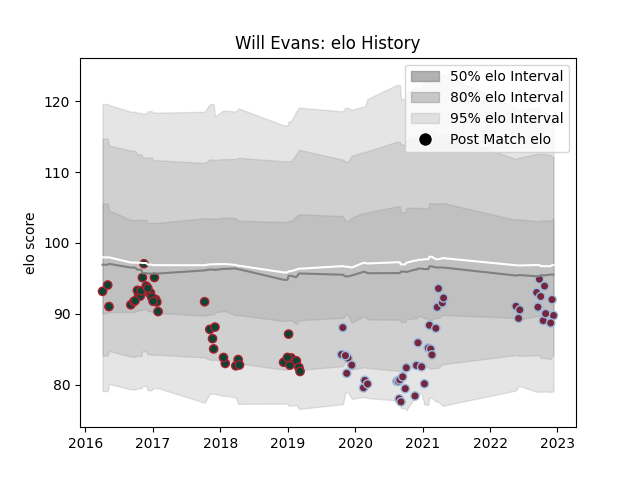 Will Evans: elo History
50% elo Interval
80% elo Interval
95% elo Interval
Post Match elo
elo score
120
110
100
90
80
2016 2017 2018 2019 2020 2021 2022 2023